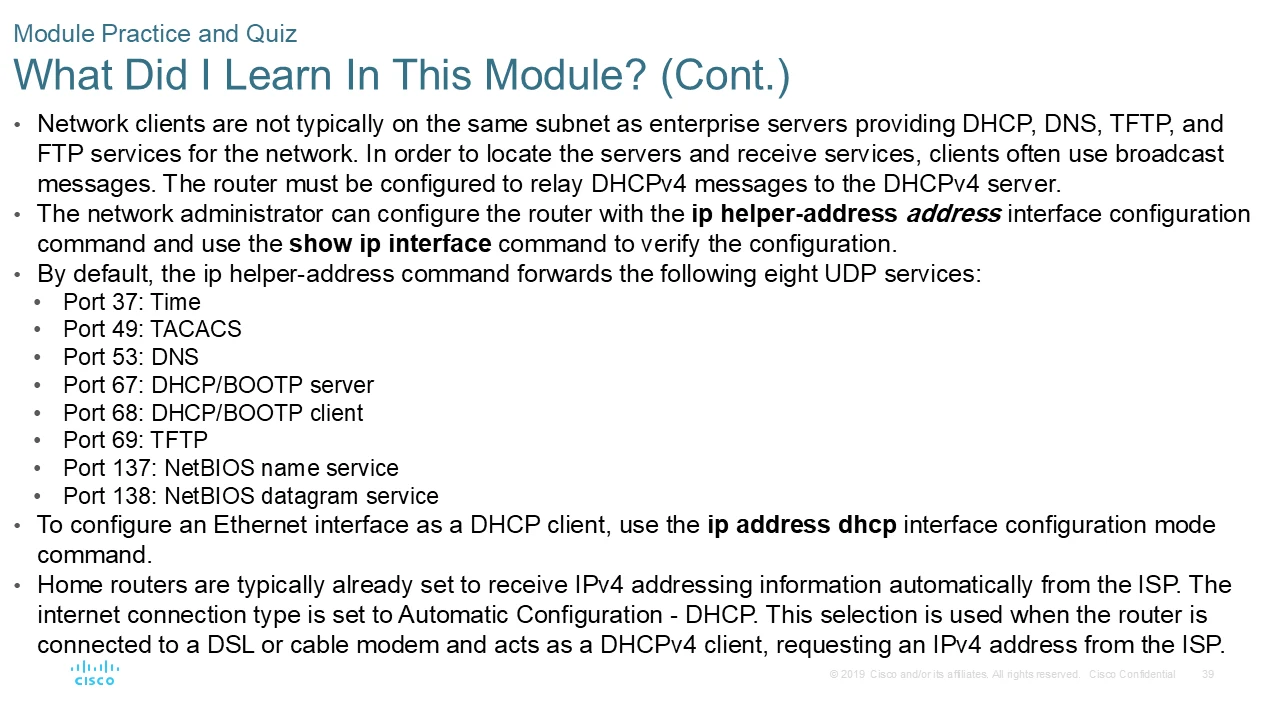 Module Practice and Quiz
What Did I Learn In This Module? (Cont.)
• Network clients are not typically on the same subnet as enterprise servers providing DHCP, DNS, TFTP, and
FTP services for the network. In order to locate the servers and receive services, clients often use broadcast
messages. The router must be configured to relay DHCPv4 messages to the DHCPv4 server.
• The network administrator can configure the router with the ip helper-address address interface configuration
command and use the show ip interface command to verify the configuration.
• By default, the ip helper-address command forwards the following eight UDP services:
• Port 37: Time
• Port 49: TACACS
• Port 53: DNS
• Port 67: DHCP/BOOTP server
• Port 68: DHCP/BOOTP client
• Port 69: TFTP
• Port 137: NetBIOS name service
• Port 138: NetBIOS datagram service
• To configure an Ethernet interface as a DHCP client, use the ip address dhcp interface configuration mode
command.
• Home routers are typically already set to receive IPv4 addressing information automatically from the ISP. The
internet connection type is set to Automatic Configuration - DHCP. This selection is used when the router is
connected to a DSL or cable modem and acts as a DHCPv4 client, requesting an IPv4 address from the ISP.
CISCO
© 2019 Cisco and/or its affiliates. All rights reserved. Cisco Confidential 39